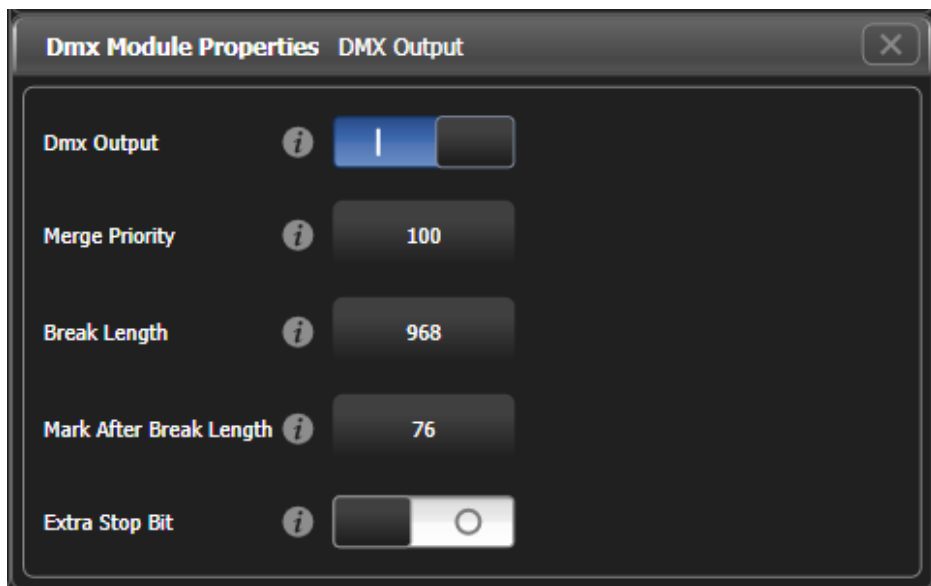 Dmx Module Properties DMX Output
Dmx Output
Merge Priority 100
Break Length 968
Mark After Break Length 76
Extra Stop Bit